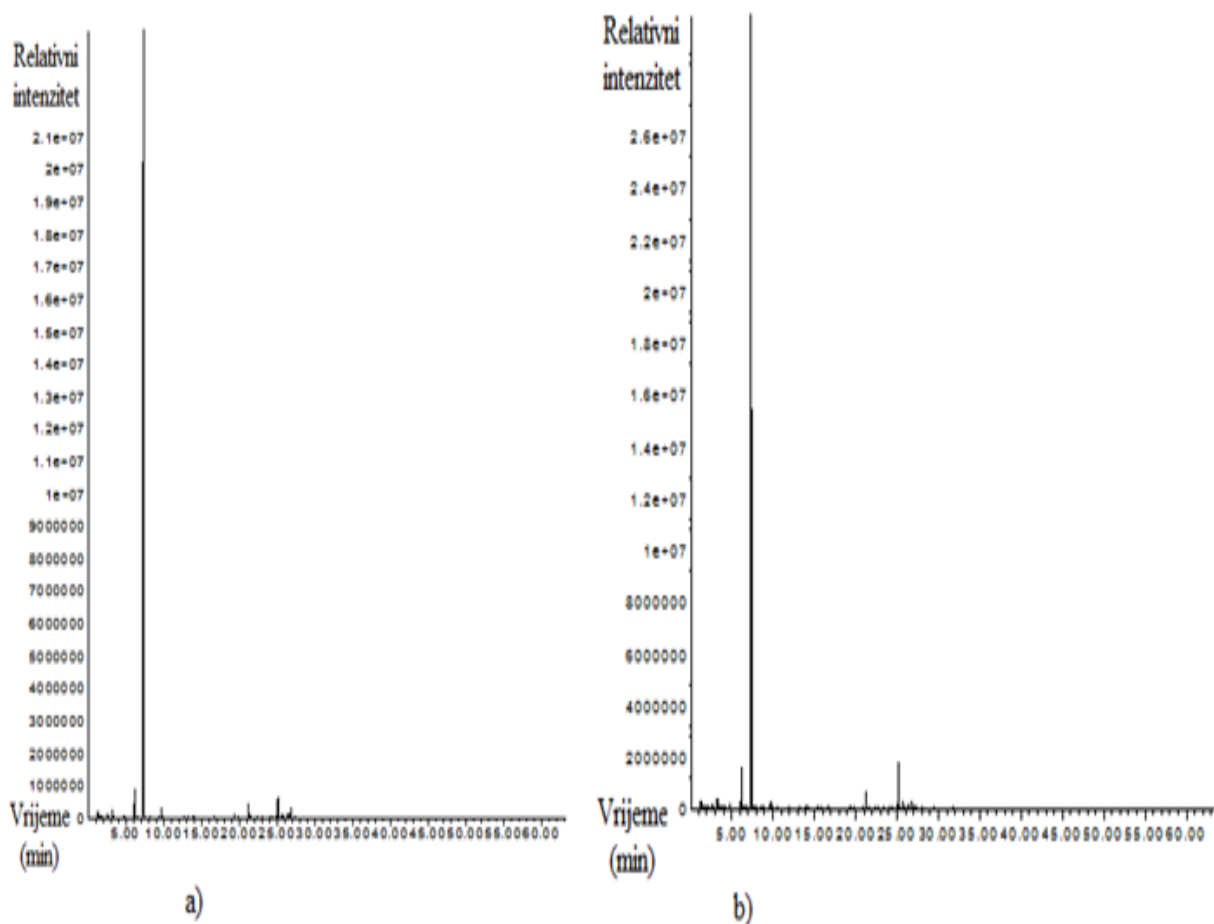 Relativni
intenzitet
2.1e+07
2e+07
1.9e+07
1.8e+07
1.7e+07
1.6e+07
1.5e+07
1.4e+07
1.3e+07
1.2e+07
1.1e+07
1e+07
9000000
8000000
7000000
6000000
5000000
4000000
3000000
2000000
1000000
Vrijeme
(min)
5.00 10.00 15.00 20.00 25.00 30.00 35.00 40.00 45.00 50.00 55.00 60.00
a)
Relativni
intenzitet
2.6e+07
2.4e+07
2.2e+07
2e+07
1.8e+07
1.6e+07
1.4e+07
1.2e+07
1e+07
8000000
6000000
4000000
2000000
Vrijeme
(min)
5.00 10.00 15.00 20.00 25.00 30.00 35.00 40.00 45.00 50.00 55.00 60.00
b)